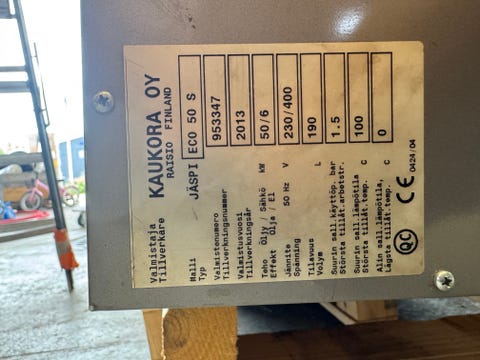 Valmistaja
Tillverkare
KAUKORA OY
RAISIO FINLAND
Malli
Typ
JÄSPI
ECO 50 S
Valmistenumero
Tillverkningsnummer
953347
Valmistusvuosi
Tillverkningsår
2013
Teho Öljy / Sähkö kW
Effekt Olja / El
50/6
Jännite 50 Hz V
Spänning
230/400
Tilavuus L
Volym
190
Suurin sall.käyttöp. bar
Största tillåt.arbetstr.
1.5
Suurin sall.lämpötila C
Största tillåt.temp.
100
Alin sall.lämpötila, C
Lägsta tillåt.temp.
0
QC
CE
0424/04